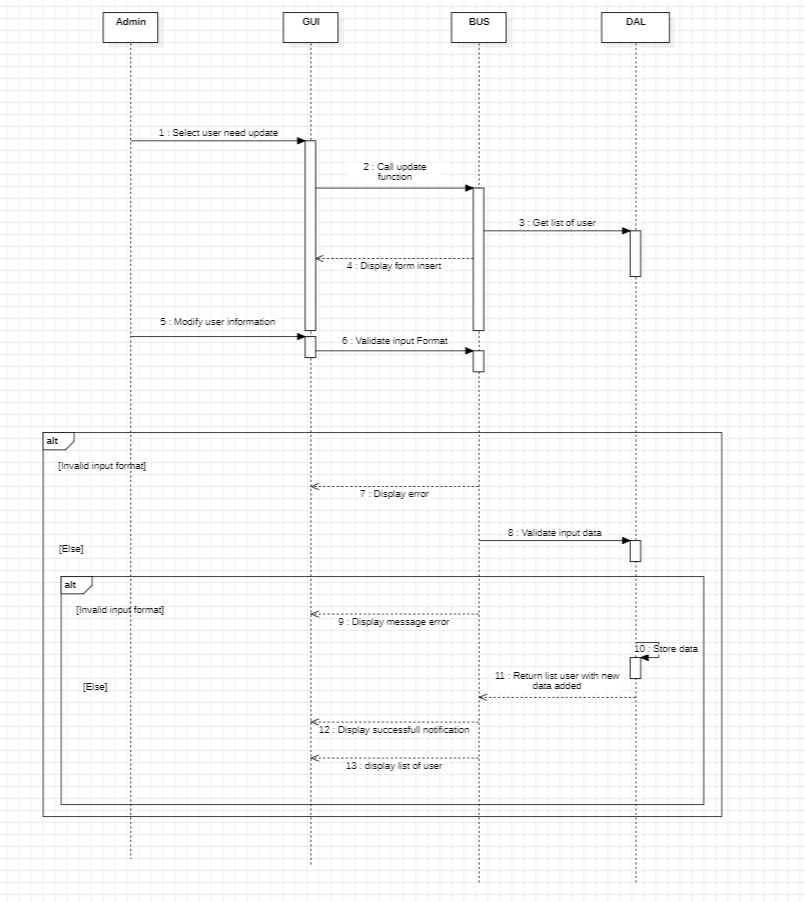 Admin
GUI
BUS
DAL
1 : Select user need update
2 : Call update
function
3 : Get list of user
4 : Display form insert
5 : Modify user information
6 : Validate input Format
alt
[Invalid input format]
7 : Display error
8 : Validate input data
[Else]
alt
[Invalid input format]
9 : Display message error
10 : Store data
11 : Return list user with new
data added
[Else]
12 : Display successfull notification
13 : display list of user